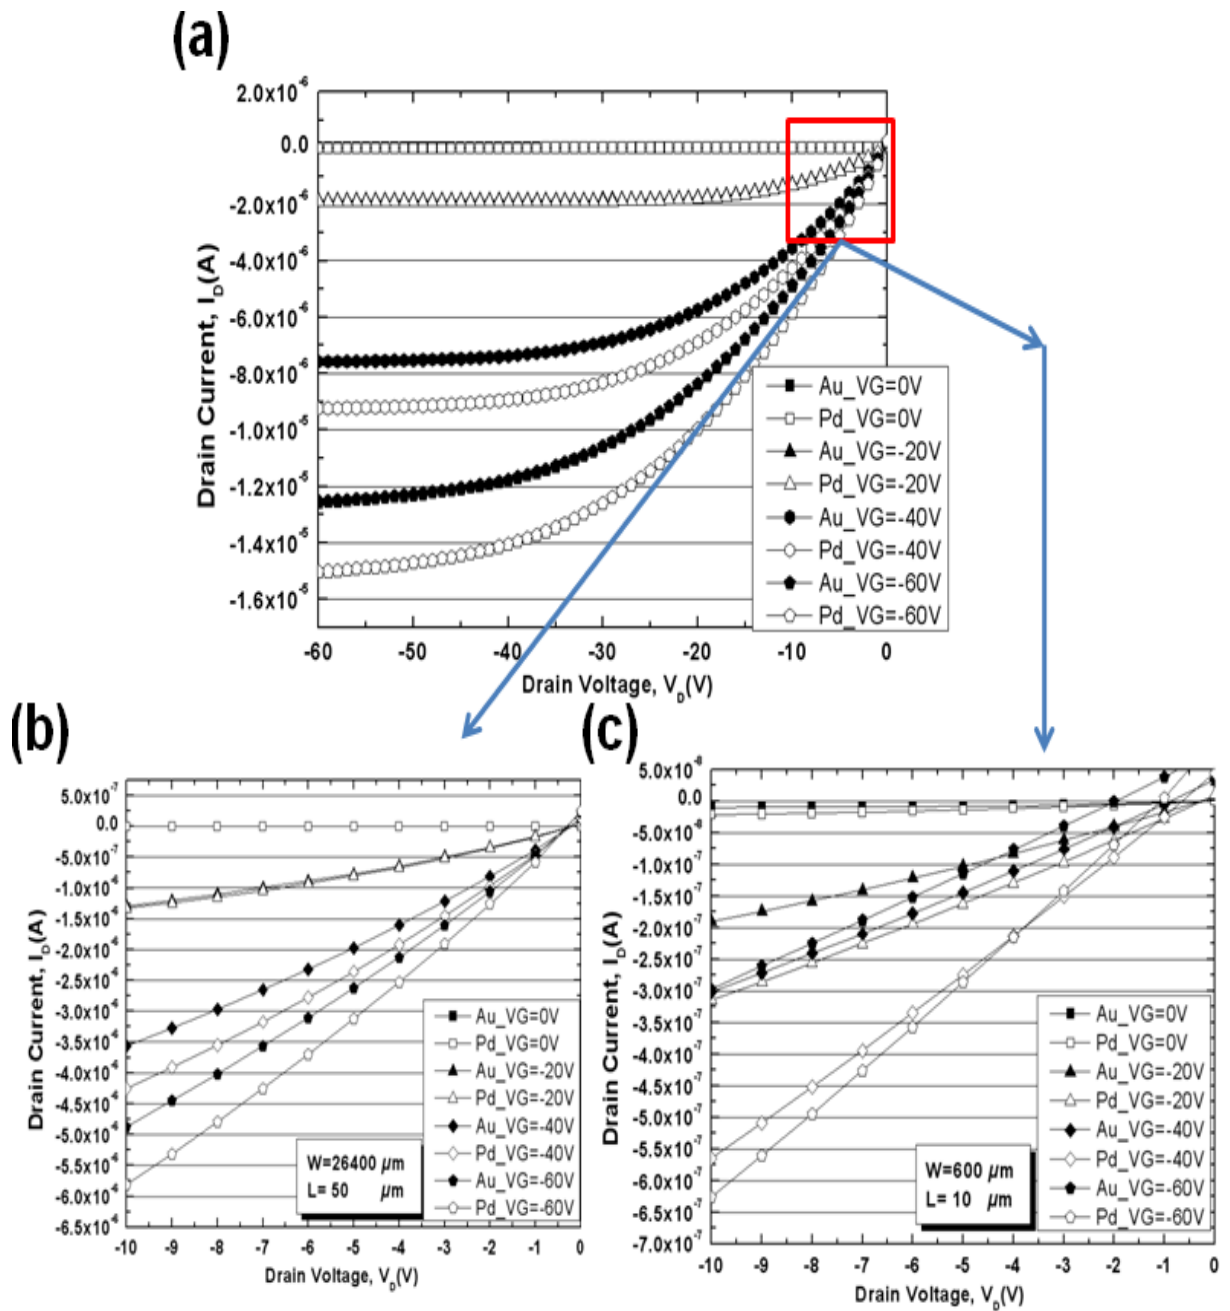 (a)
2.0x10⁻⁶
0.0
-2.0x10⁻⁶
-4.0x10⁻⁶
-6.0x10⁻⁶
-8.0x10⁻⁶
-1.0x10⁻⁵
-1.2x10⁻⁵
-1.4x10⁻⁵
-1.6x10⁻⁵
Drain Current, I_D(A)
Au_VG=0V
Pd_VG=0V
Au_VG=-20V
Pd_VG=-20V
Au_VG=-40V
Pd_VG=-40V
Au_VG=-60V
Pd_VG=-60V
-60 -50 -40 -30 -20 -10 0
Drain Voltage, V_D(V)
(b)
5.0x10⁻⁷
0.0
-5.0x10⁻⁷
-1.0x10⁻⁶
-1.5x10⁻⁶
-2.0x10⁻⁶
-2.5x10⁻⁶
-3.0x10⁻⁶
-3.5x10⁻⁶
-4.0x10⁻⁶
-4.5x10⁻⁶
-5.0x10⁻⁶
-5.5x10⁻⁶
-6.0x10⁻⁶
-6.5x10⁻⁶
Drain Current, I_D(A)
Au_VG=0V
Pd_VG=0V
Au_VG=-20V
Pd_VG=-20V
Au_VG=-40V
Pd_VG=-40V
Au_VG=-60V
Pd_VG=-60V
W=26400 µm
L= 50 µm
-10 -9 -8 -7 -6 -5 -4 -3 -2 -1 0
Drain Voltage, V_D(V)
(c)
5.0x10⁻⁸
0.0
-5.0x10⁻⁸
-1.0x10⁻⁷
-1.5x10⁻⁷
-2.0x10⁻⁷
-2.5x10⁻⁷
-3.0x10⁻⁷
-3.5x10⁻⁷
-4.0x10⁻⁷
-4.5x10⁻⁷
-5.0x10⁻⁷
-5.5x10⁻⁷
-6.0x10⁻⁷
-6.5x10⁻⁷
-7.0x10⁻⁷
Drain Current, I_D(A)
Au_VG=0V
Pd_VG=0V
Au_VG=-20V
Pd_VG=-20V
Au_VG=-40V
Pd_VG=-40V
Au_VG=-60V
Pd_VG=-60V
W=600 µm
L= 10 µm
-10 -9 -8 -7 -6 -5 -4 -3 -2 -1 0
Drain Voltage, V_D(V)